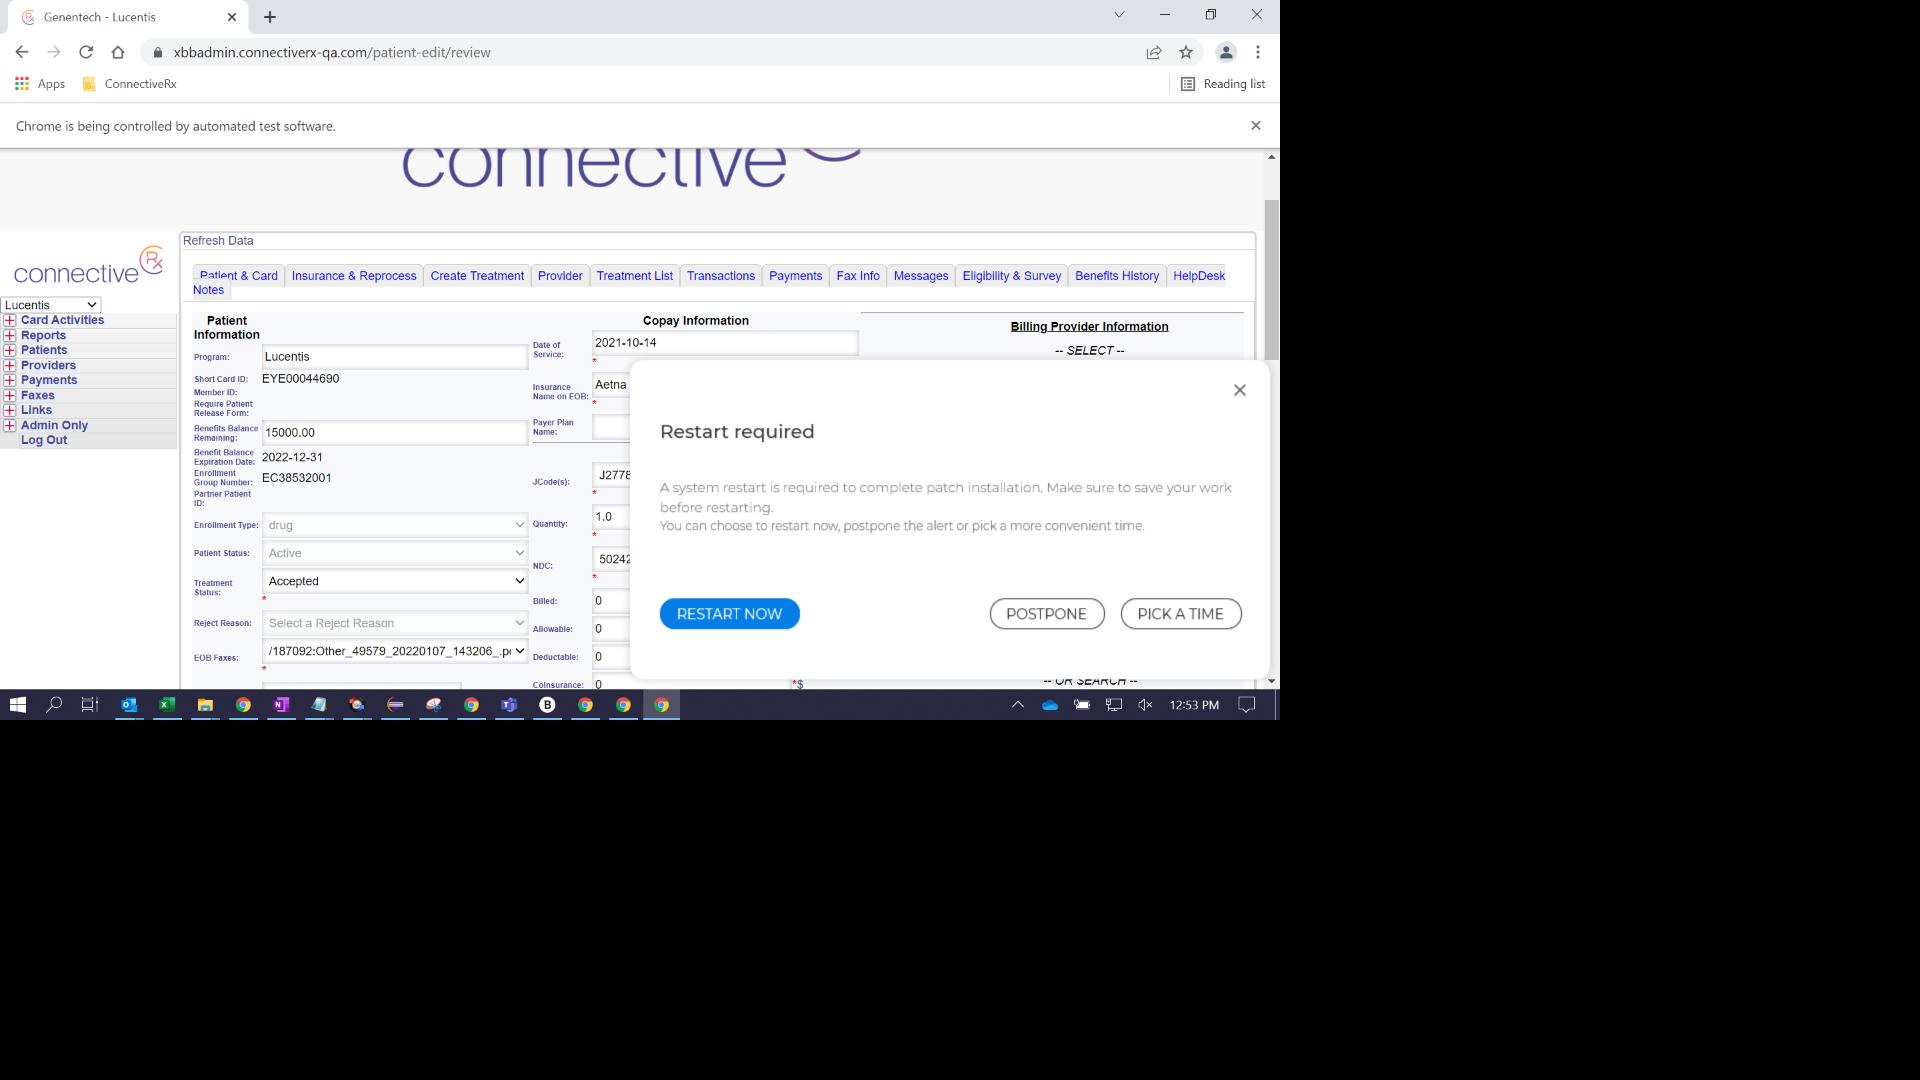 Genentech - Lucentis
xbbadmin.connectiverx-qa.com/patient-edit/review
Apps
ConnectiveRx
Reading list
Chrome is being controlled by automated test software.
connective
connective Rx
Lucentis
Card Activities
Reports
Patients
Providers
Payments
Faxes
Links
Admin Only
Log Out
Refresh Data
Patient & Card Insurance & Reprocess Create Treatment Provider Treatment List Transactions Payments Fax Info Messages Eligibility & Survey Benefits History HelpDesk
Notes
Patient
Information
Program: Lucentis
Short Card ID: EYE00044690
Member ID:
Require Patient
Release Form:
Benefits Balance
Remaining: 15000.00
Benefit Balance
Expiration Date: 2022-12-31
Enrollment
Group Number: EC38532001
Partner Patient
ID:
Enrollment Type: drug
Patient Status: Active
Treatment
Status: Accepted
*
Reject Reason: Select a Reject Reason
EOB Faxes: /187092:Other_49579_20220107_143206_.p
*
Copay Information
Date of
Service: 2021-10-14
*
Insurance
Name on EOB: Aetna
*
Payer Plan
Name:
JCode(s): J2778
*
Quantity: 1.0
*
NDC: 50242
*
Billed: 0
Allowable: 0
Deductable: 0
Coinsurance: 0
*$
Billing Provider Information
-- SELECT --
-- OR SEARCH --
Restart required
A system restart is required to complete patch installation. Make sure to save your work
before restarting.
You can choose to restart now, postpone the alert or pick a more convenient time.
RESTART NOW
POSTPONE
PICK A TIME
12:53 PM